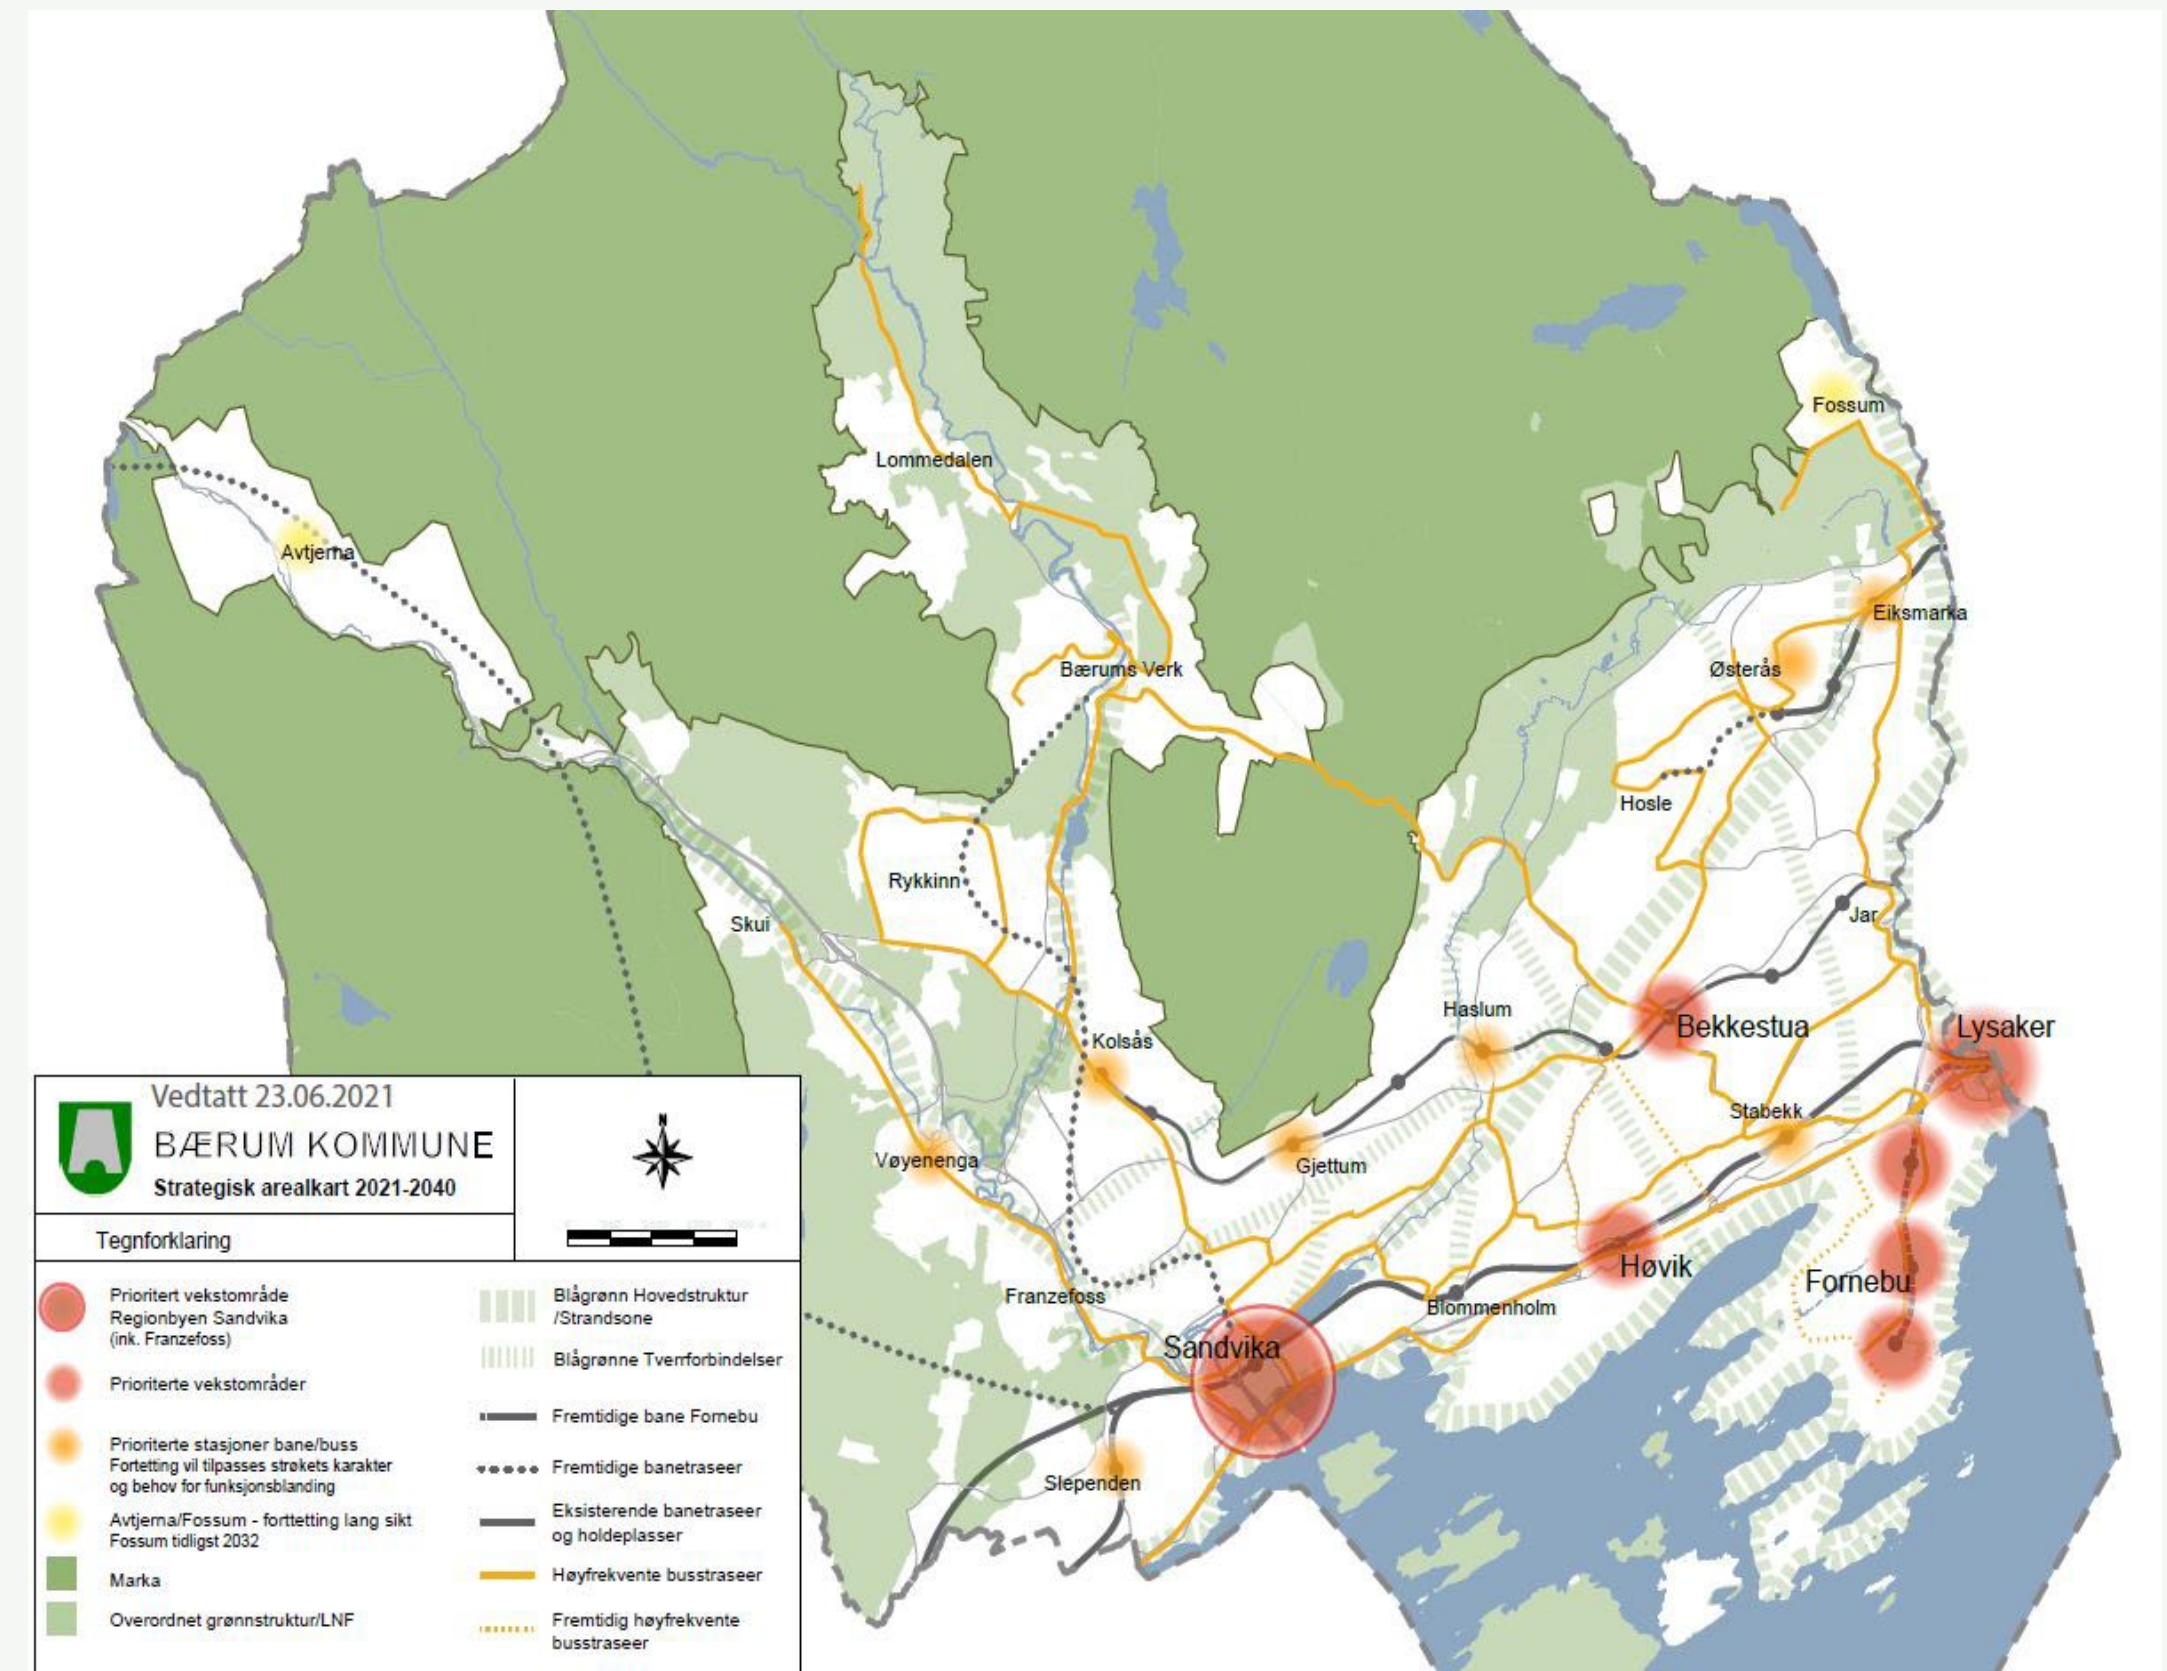 Fossum
Lommedalen
Avtjerna
Eiksmarka
Bærums Verk
Østerås
Hosle
Rykkinn
Skui
Jar
Haslum
Bekkestua
Lysaker
Kolsås
Stabekk
Vøyenenga
Gjettum
Høvik
Fornebu
Franzefoss
Blommenholm
Sandvika
Slependen
Vedtatt 23.06.2021
BÆRUM KOMMUNE
Strategisk arealkart 2021-2040
N
Tegnforklaring
Prioritert vekstområde
Regionbyen Sandvika
(ink. Franzefoss)
Prioriterte vekstområder
Prioriterte stasjoner bane/buss
Fortetting vil tilpasses strøkets karakter
og behov for funksjonsblanding
Avtjerna/Fossum - forttetting lang sikt
Fossum tidligst 2032
Marka
Overordnet grønnstruktur/LNF
Blågrønn Hovedstruktur
/Strandsone
Blågrønne Tverrforbindelser
Fremtidige bane Fornebu
Fremtidige banetraseer
Eksisterende banetraseer
og holdeplasser
Høyfrekvente busstraseer
Fremtidig høyfrekvente
busstraseer